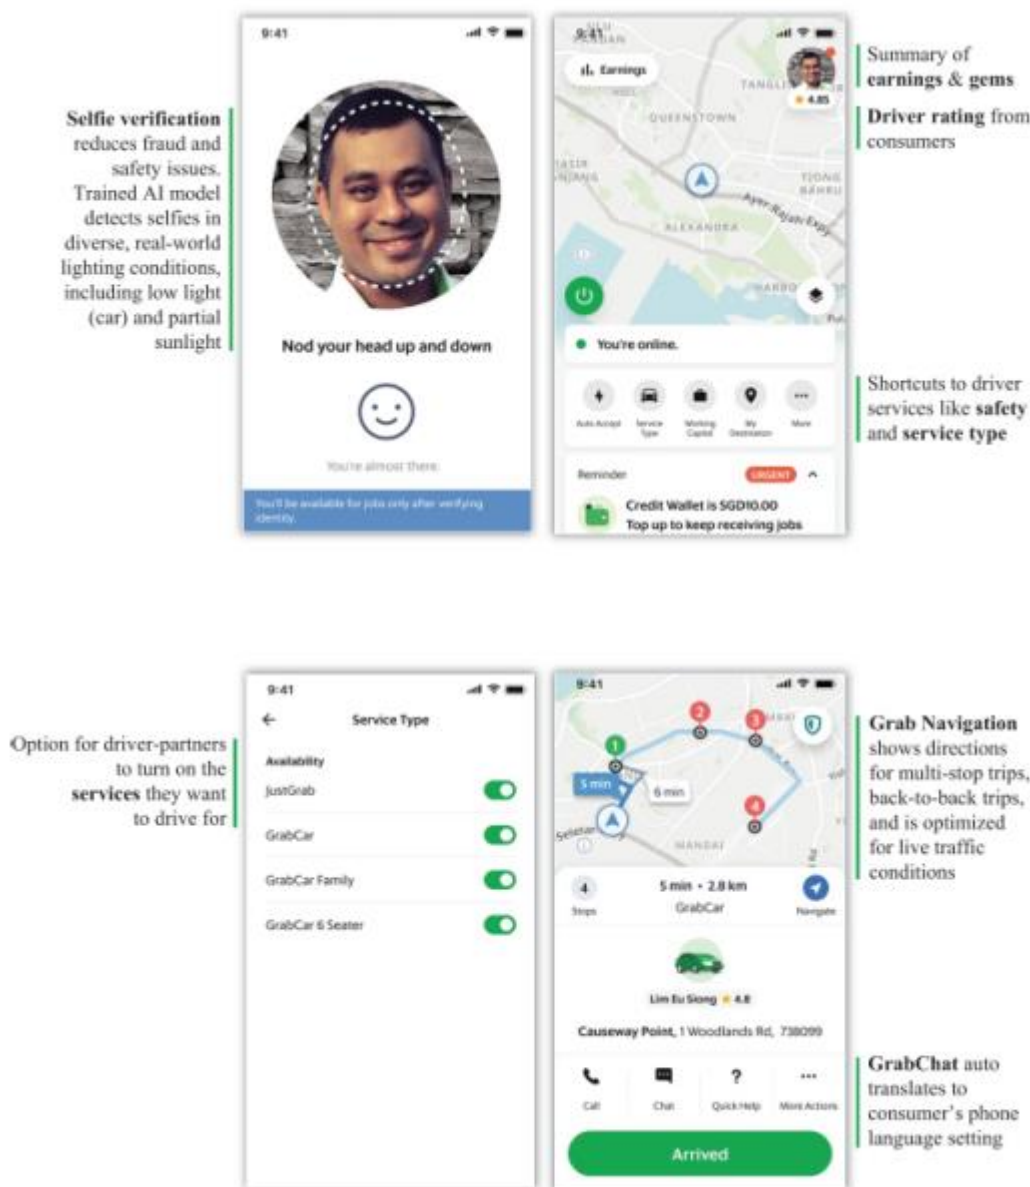 Selfie verification
reduces fraud and
safety issues.
Trained AI model
detects selfies in
diverse, real-world
lighting conditions,
including low light
(car) and partial
sunlight
9:41
Nod your head up and down
You're almost there.
You'll be available for jobs only after verifying
identity.
9:41
Earnings
QUEENSTOWN
4.85
TIONG
BAHRU
Ayer Rajah Expy
ALEXANDRA
You're online.
Auto Accept
Service
Type
Working
Capital
My
Destination
More
Reminder
URGENT
Credit Wallet is SGD10.00
Top up to keep receiving jobs
Summary of
earnings & gems
Driver rating from
consumers
Shortcuts to driver
services like safety
and service type
Option for driver-partners
to turn on the
services they want
to drive for
9:41
Service Type
Availability
JustGrab
GrabCar
GrabCar Family
GrabCar 6 Seater
9:41
1
2
3
4
5 min
6 min
Seletar
MANDAI
4
Stops
5 min • 2.8 km
GrabCar
Navigate
Lim Eu Siong 4.8
Causeway Point, 1 Woodlands Rd, 738099
Call
Chat
Quick Help
More Actions
Arrived
Grab Navigation
shows directions
for multi-stop trips,
back-to-back trips,
and is optimized
for live traffic
conditions
GrabChat auto
translates to
consumer's phone
language setting